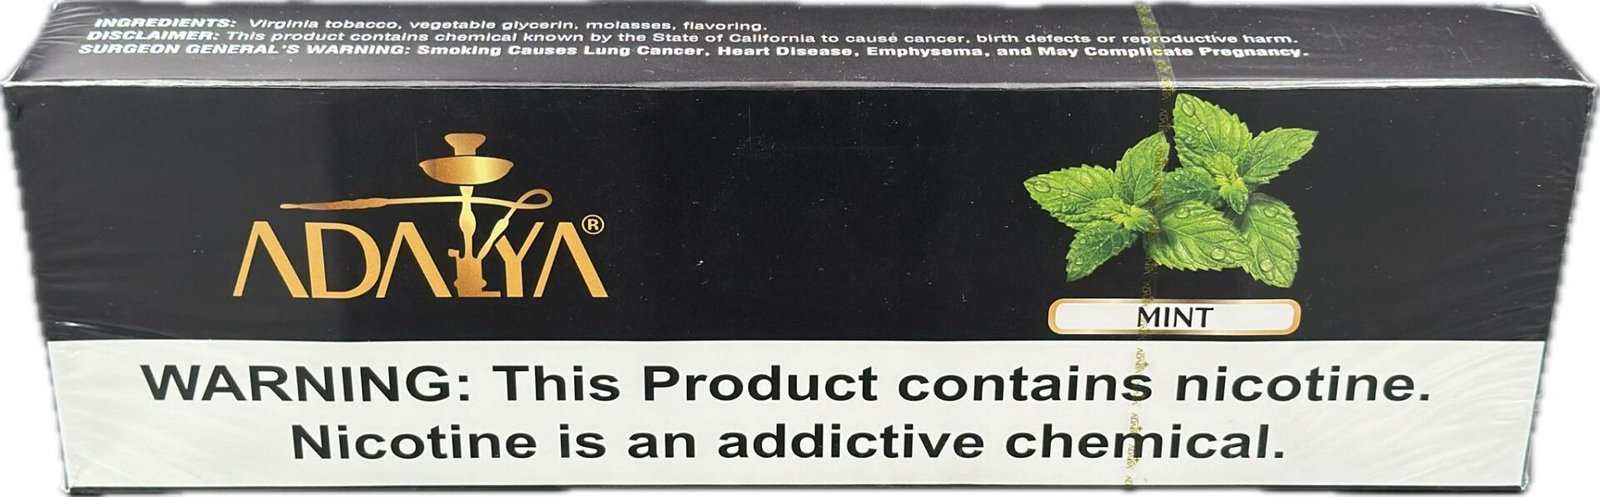 INGREDIENTS: Virginia tobacco, vegetable glycerin, molasses, flavoring.
DISCLAIMER: This product contains chemical known by the State of California to cause cancer, birth defects or reproductive harm.
SURGEON GENERAL'S WARNING: Smoking Causes Lung Cancer, Heart Disease, Emphysema, and May Complicate Pregnancy.
ADALYA®
MINT
WARNING: This Product contains nicotine.
Nicotine is an addictive chemical.